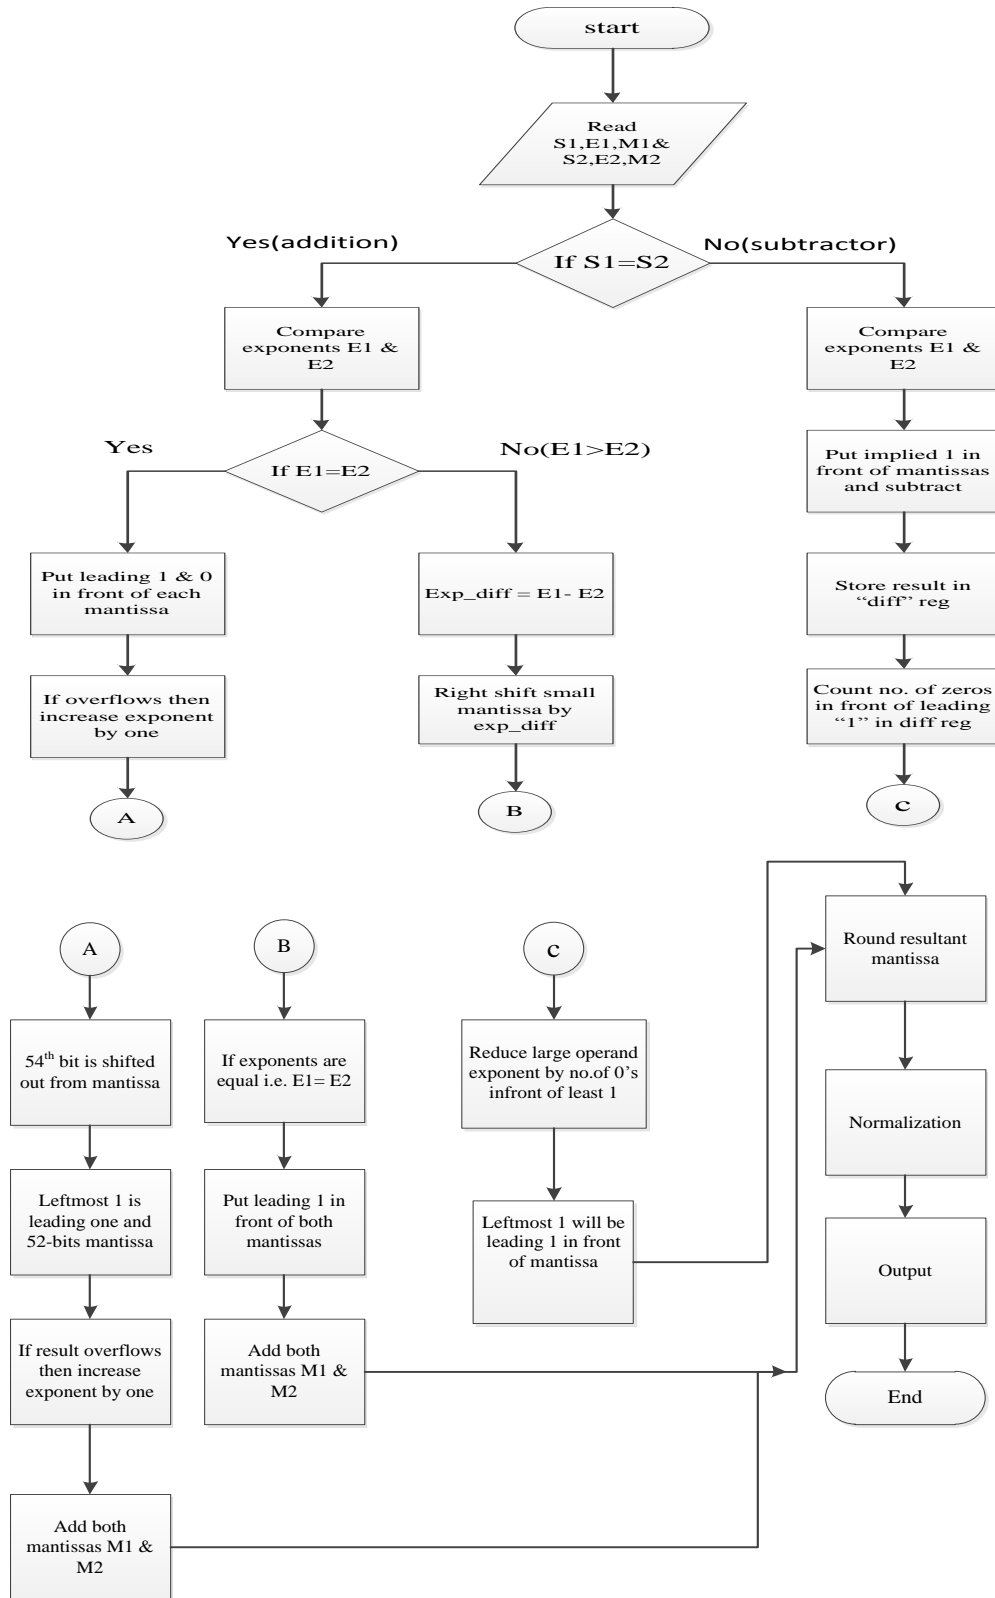 start
Read
S1,E1,M1&
S2,E2,M2
Yes(addition)
No(subtractor)
If S1=S2
Compare
exponents E1 &
E2
Compare
exponents E1 &
E2
Yes
No(E1>E2)
If E1=E2
Put implied 1 in
front of mantissas
and subtract
Put leading 1 & 0
in front of each
mantissa
Exp_diff = E1- E2
Store result in
“diff” reg
If overflows then
increase exponent
by one
Right shift small
mantissa by
exp_diff
Count no. of zeros
in front of leading
“1” in diff reg
A
B
c
A
B
c
Round resultant
mantissa
54th bit is shifted
out from mantissa
If exponents are
equal i.e. E1= E2
Reduce large operand
exponent by no.of 0’s
infront of least 1
Normalization
Leftmost 1 is
leading one and
52-bits mantissa
Put leading 1 in
front of both
mantissas
Leftmost 1 will be
leading 1 in front
of mantissa
Output
If result overflows
then increase
exponent by one
Add both
mantissas M1 &
M2
End
Add both
mantissas M1 &
M2